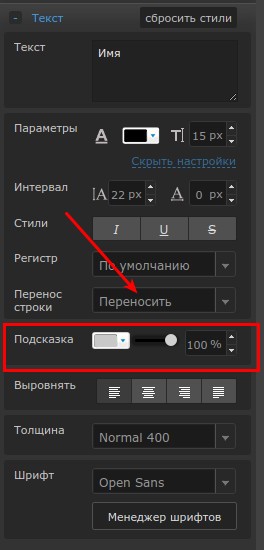 - Текст сбросить стили
Текст Имя
Параметры A T 15 px
Скрыть настройки
Интервал A 22 px A 0 px
Стили I U S
Регистр По умолчанию
Перенос строки Переносить
Подсказка 100 %
Выровнять
Толщина Normal 400
Шрифт Open Sans
Менеджер шрифтов